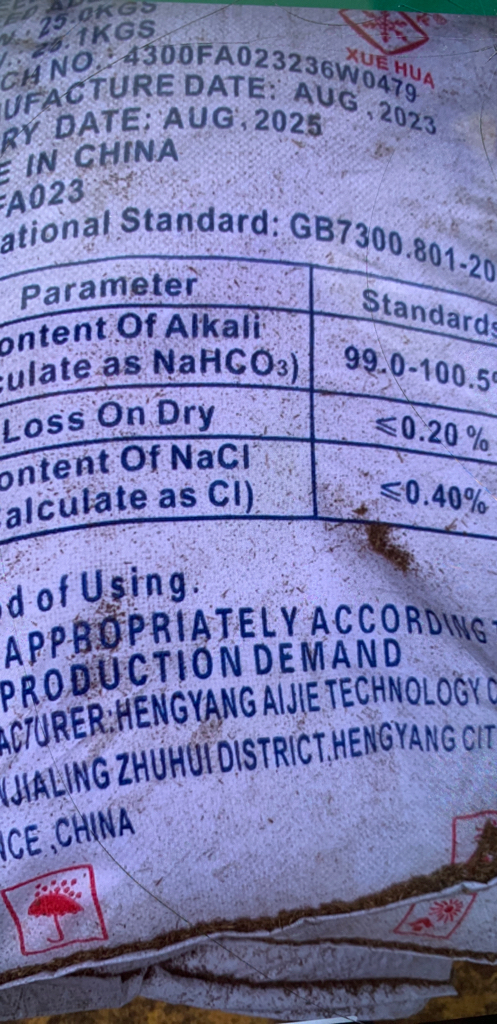 25.0KGS
25.1KGS
CH NO.: 4300FA023236W0479
XUE HUA
UFACTURE DATE: AUG ,2023
RY DATE: AUG , 2025
E IN CHINA
FA023
ational Standard: GB7300.801-20
Parameter
Standards
ontent Of Alkali
culate as NaHCO₃)
99.0-100.5%
Loss On Dry
≤0.20 %
ontent Of NaCl
alculate as Cl)
≤0.40%
od of Using.
APPROPRIATELY ACCORDING T
PRODUCTION DEMAND
ACTURER:HENGYANG AIJIE TECHNOLOGY C
NJIALING ZHUHUI DISTRICT,HENGYANG CIT
NCE ,CHINA